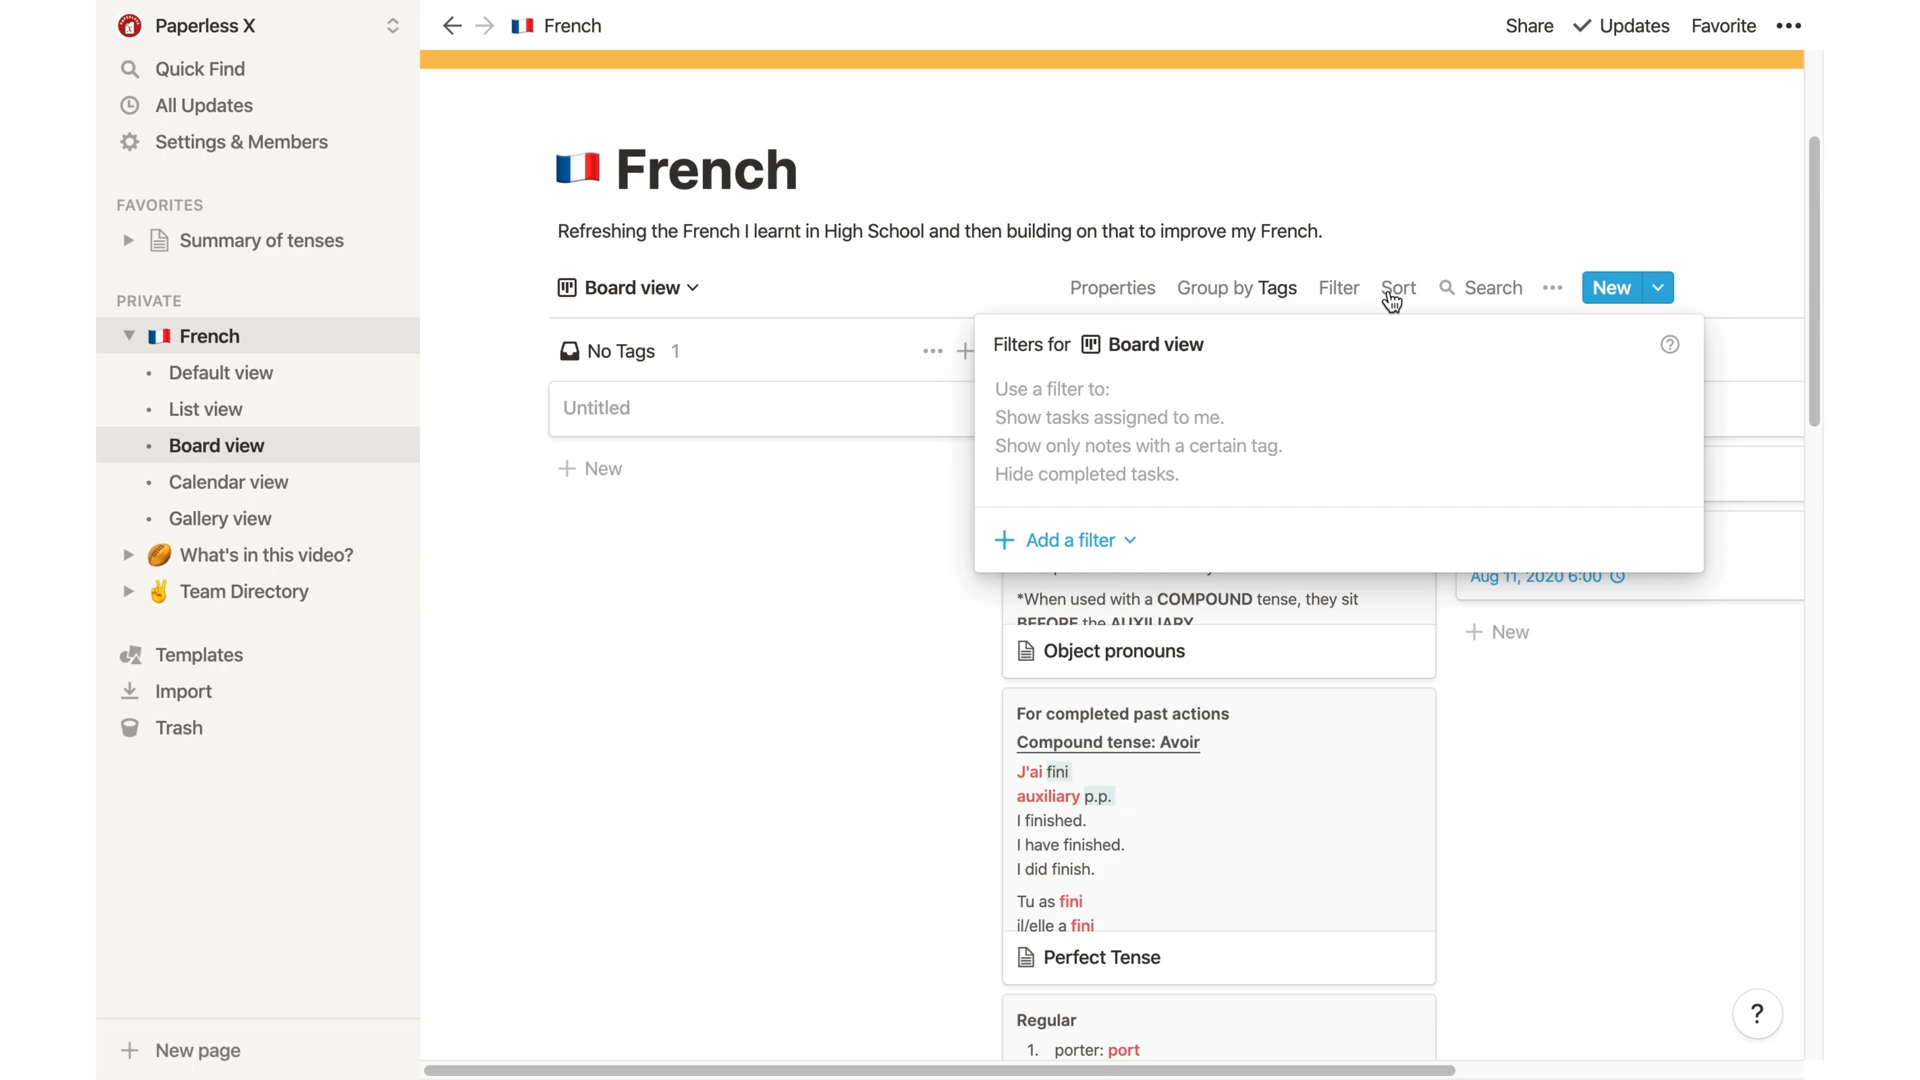 Paperless X
Quick Find
All Updates
Settings & Members
FAVORITES
Summary of tenses
PRIVATE
French
Default view
List view
Board view
Calendar view
Gallery view
What's in this video?
Team Directory
Templates
Import
Trash
New page
French
Share
Updates
Favorite
French
Refreshing the French I learnt in High School and then building on that to improve my French.
Board view
Properties
Group by Tags
Filter
Sort
Search
New
No Tags 1
Untitled
New
Filters for Board view
Use a filter to:
Show tasks assigned to me.
Show only notes with a certain tag.
Hide completed tasks.
Add a filter
*When used with a COMPOUND tense, they sit
BEFORE the AUXILIARY
Object pronouns
For completed past actions
Compound tense: Avoir
J'ai fini
auxiliary p.p.
I finished.
I have finished.
I did finish.
Tu as fini
il/elle a fini
Perfect Tense
Regular
1. porter: port
Aug 11, 2020 6:00
New
?